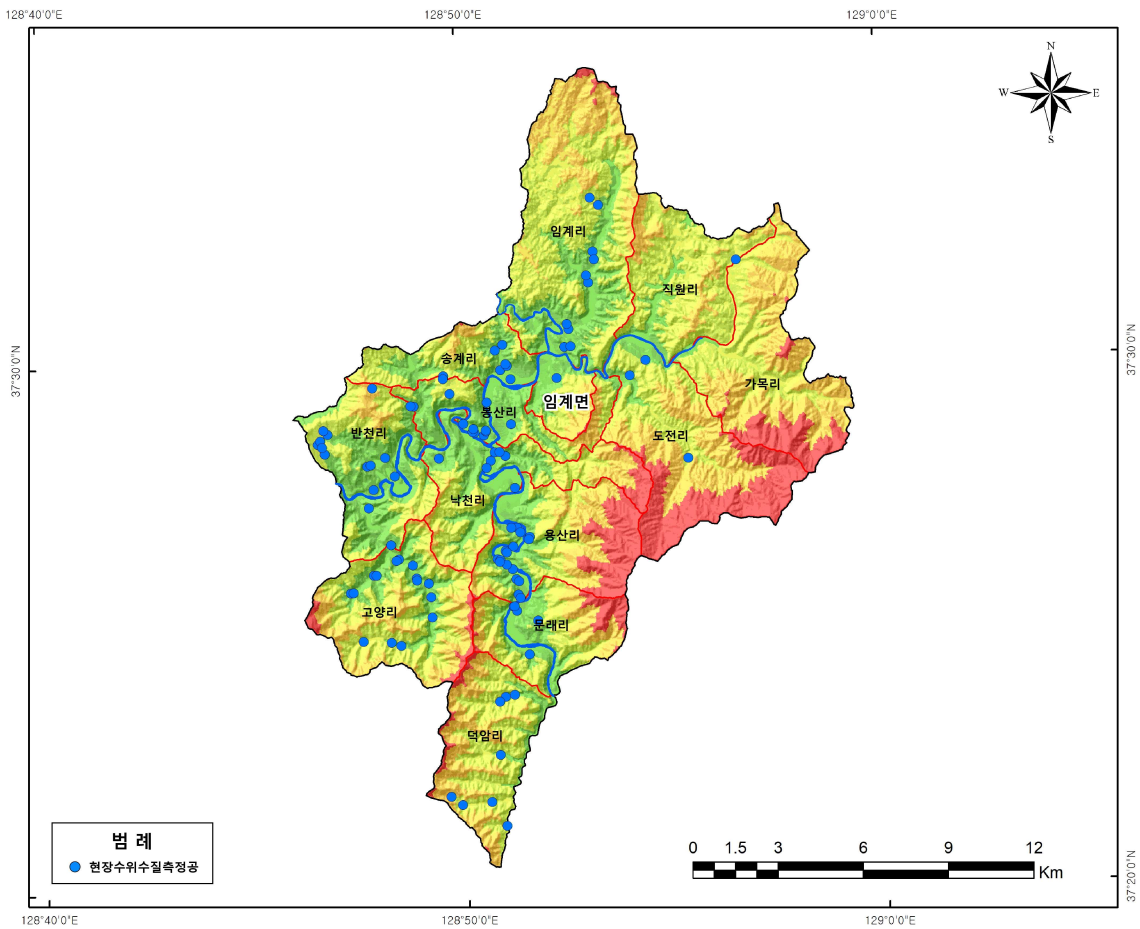 128°40'0"E
128°50'0"E
129°0'0"E
N
W
E
S
임계리
직원리
37°30'0"N
37°30'0"N
송계리
가목리
임계면
봉산리
반천리
도전리
낙천리
용산리
고양리
문래리
덕암리
범 례
현장수위수질측정공
0 1.5 3 6 9 12
Km
37°20'0"N
128°40'0"E
128°50'0"E
129°0'0"E